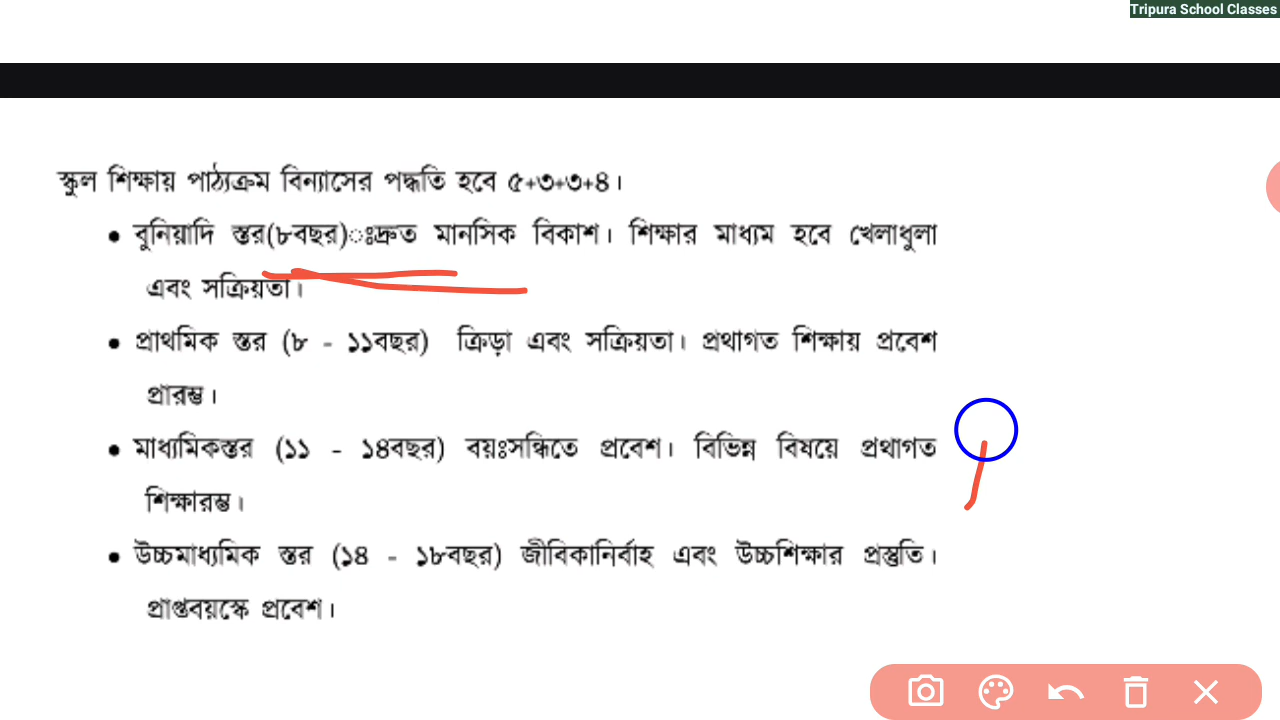 Tripura School Classes
স্কুল শিক্ষায় পাঠ্যক্রম বিন্যাসের পদ্ধতি হবে ৫+৩+৩+৪।
• বুনিয়াদি স্তর(৮বছর)ঃদ্রুত মানসিক বিকাশ। শিক্ষার মাধ্যম হবে খেলাধুলা
এবং সক্রিয়তা।
• প্রাথমিক স্তর (৮ - ১১বছর) ক্রিড়া এবং সক্রিয়তা। প্রথাগত শিক্ষায় প্রবেশ
প্রারম্ভ।
• মাধ্যমিকস্তর (১১ - ১৪বছর) বয়ঃসন্ধিতে প্রবেশ। বিভিন্ন বিষয়ে প্রথাগত
শিক্ষারম্ভ।
• উচ্চমাধ্যমিক স্তর (১৪ - ১৮বছর) জীবিকানির্বাহ এবং উচ্চশিক্ষার প্রস্তুতি।
প্রাপ্তবয়স্কে প্রবেশ।